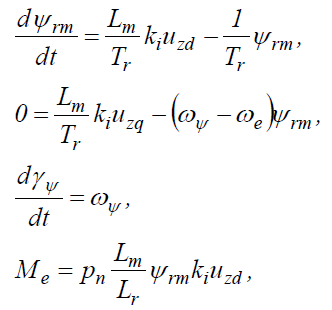 dψ_rm/dt = L_m/T_r k_i u_zd − 1/T_r ψ_rm,
0 = L_m/T_r k_i u_zq − (ω_ψ − ω_e)ψ_rm,
dγ_ψ/dt = ω_ψ,
M_e = p_n L_m/L_r ψ_rm k_i u_zd,